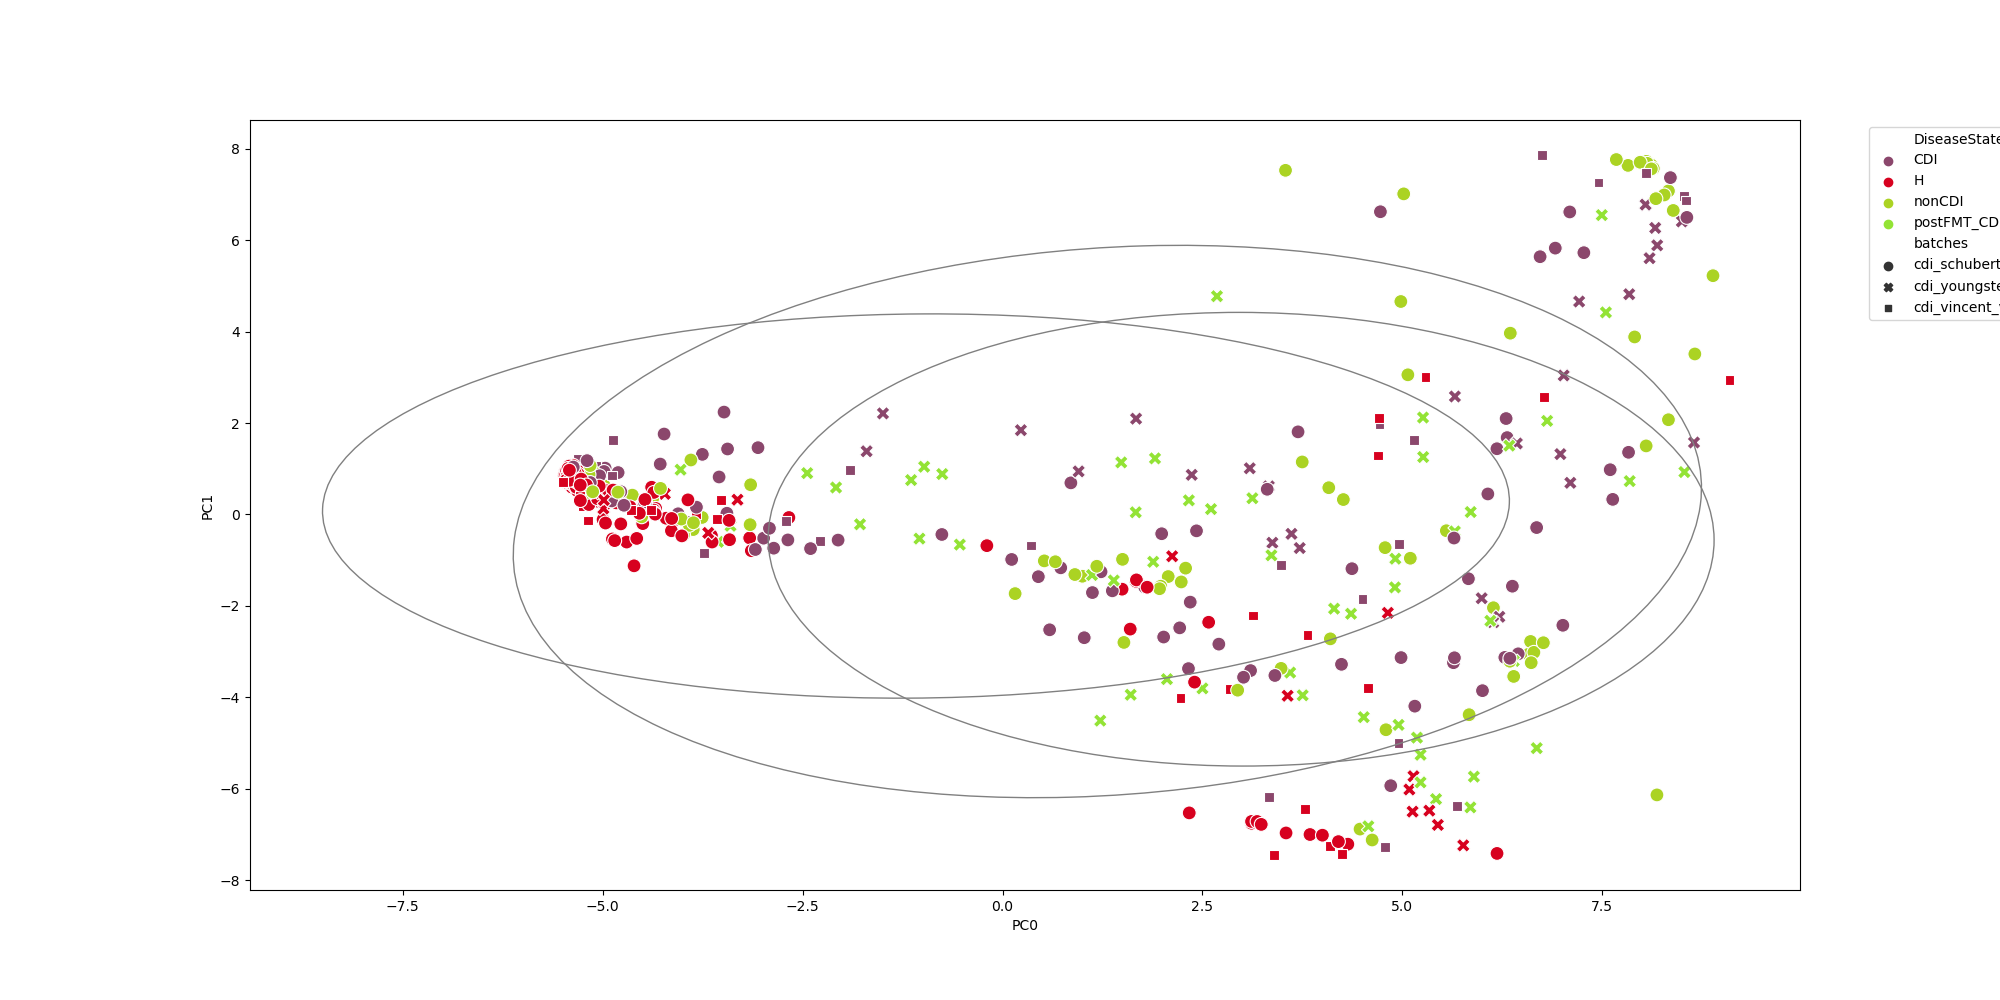 8
6
4
2
0
−2
−4
−6
−8
PC1
−7.5 −5.0 −2.5 0.0 2.5 5.0 7.5
PC0
DiseaseState
CDI
H
nonCDI
postFMT_CD
batches
cdi_schubert
cdi_youngste
cdi_vincent_